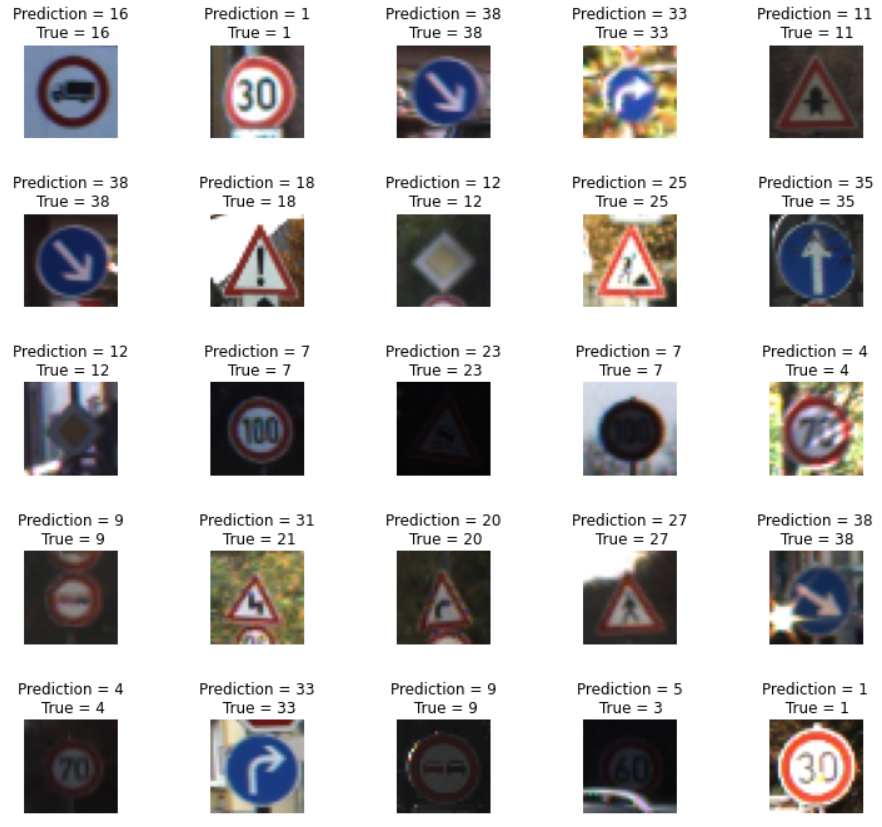 Prediction = 16
True = 16
Prediction = 1
True = 1
Prediction = 38
True = 38
Prediction = 33
True = 33
Prediction = 11
True = 11
30
Prediction = 38
True = 38
Prediction = 18
True = 18
Prediction = 12
True = 12
Prediction = 25
True = 25
Prediction = 35
True = 35
!
Prediction = 12
True = 12
Prediction = 7
True = 7
Prediction = 23
True = 23
Prediction = 7
True = 7
Prediction = 4
True = 4
100
100
70
Prediction = 9
True = 9
Prediction = 31
True = 21
Prediction = 20
True = 20
Prediction = 27
True = 27
Prediction = 38
True = 38
Prediction = 4
True = 4
Prediction = 33
True = 33
Prediction = 9
True = 9
Prediction = 5
True = 3
Prediction = 1
True = 1
70
60
30